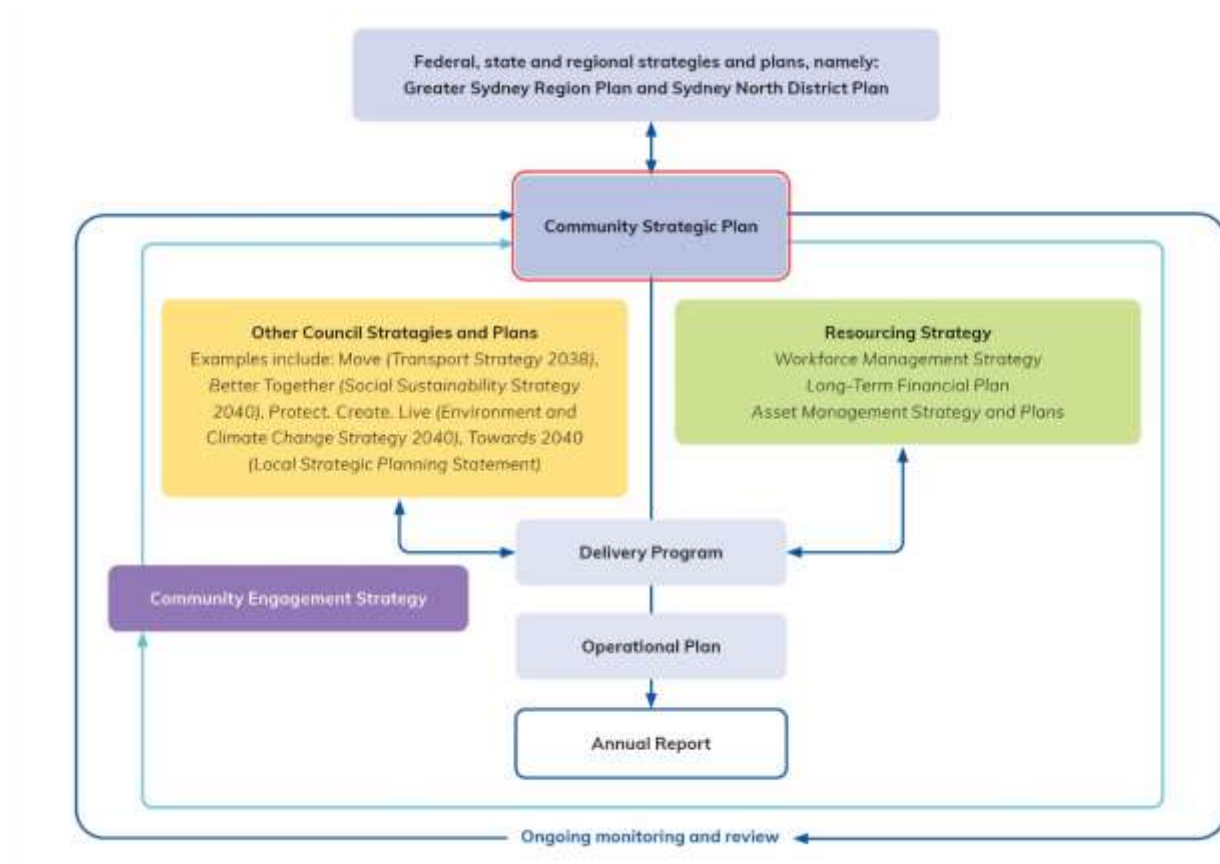 Federal, state and regional strategies and plans, namely:
Greater Sydney Region Plan and Sydney North District Plan
Community Strategic Plan
Other Council Stratagies and Plans
Examples include: Move (Transport Strategy 2038),
Better Together (Social Sustainability Strategy
2040), Protect. Create. Live (Environment and
Climate Change Strategy 2040), Towards 2040
(Local Strategic Planning Statement)
Resourcing Strategy
Workforce Management Strategy
Long-Term Financial Plan
Asset Management Strategy and Plans
Delivery Program
Community Engagement Strategy
Operational Plan
Annual Report
Ongoing monitoring and review